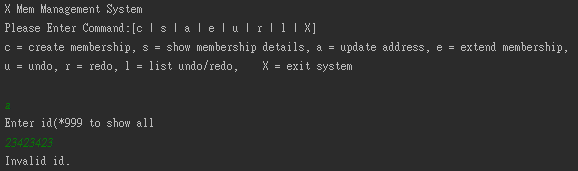 X Mem Management System
Please Enter Command:[c | s | a | e | u | r | l | X]
c = create membership, s = show membership details, a = update address, e = extend membership,
u = undo, r = redo, l = list undo/redo,    X = exit system
a
Enter id(*999 to show all
23423423
Invalid id.